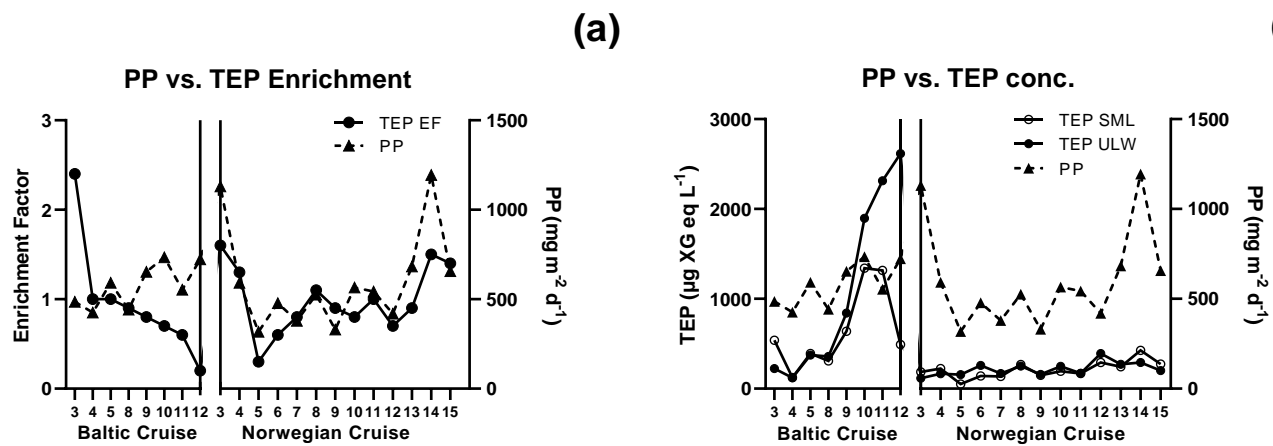 (a)
PP vs. TEP Enrichment
TEP EF
PP
3
2
1
0
Enrichment Factor
1500
1000
500
0
PP (mg m⁻² d⁻¹)
3 4 5 8 9 10 11 12
3 4 5 6 7 8 9 10 11 12 13 14 15
Baltic Cruise
Norwegian Cruise
PP vs. TEP conc.
TEP SML
TEP ULW
PP
3000
2000
1000
0
TEP (µg XG eq L⁻¹)
1500
1000
500
0
PP (mg m⁻² d⁻¹)
3 4 5 8 9 10 11 12
3 4 5 6 7 8 9 10 11 12 13 14 15
Baltic Cruise
Norwegian Cruise